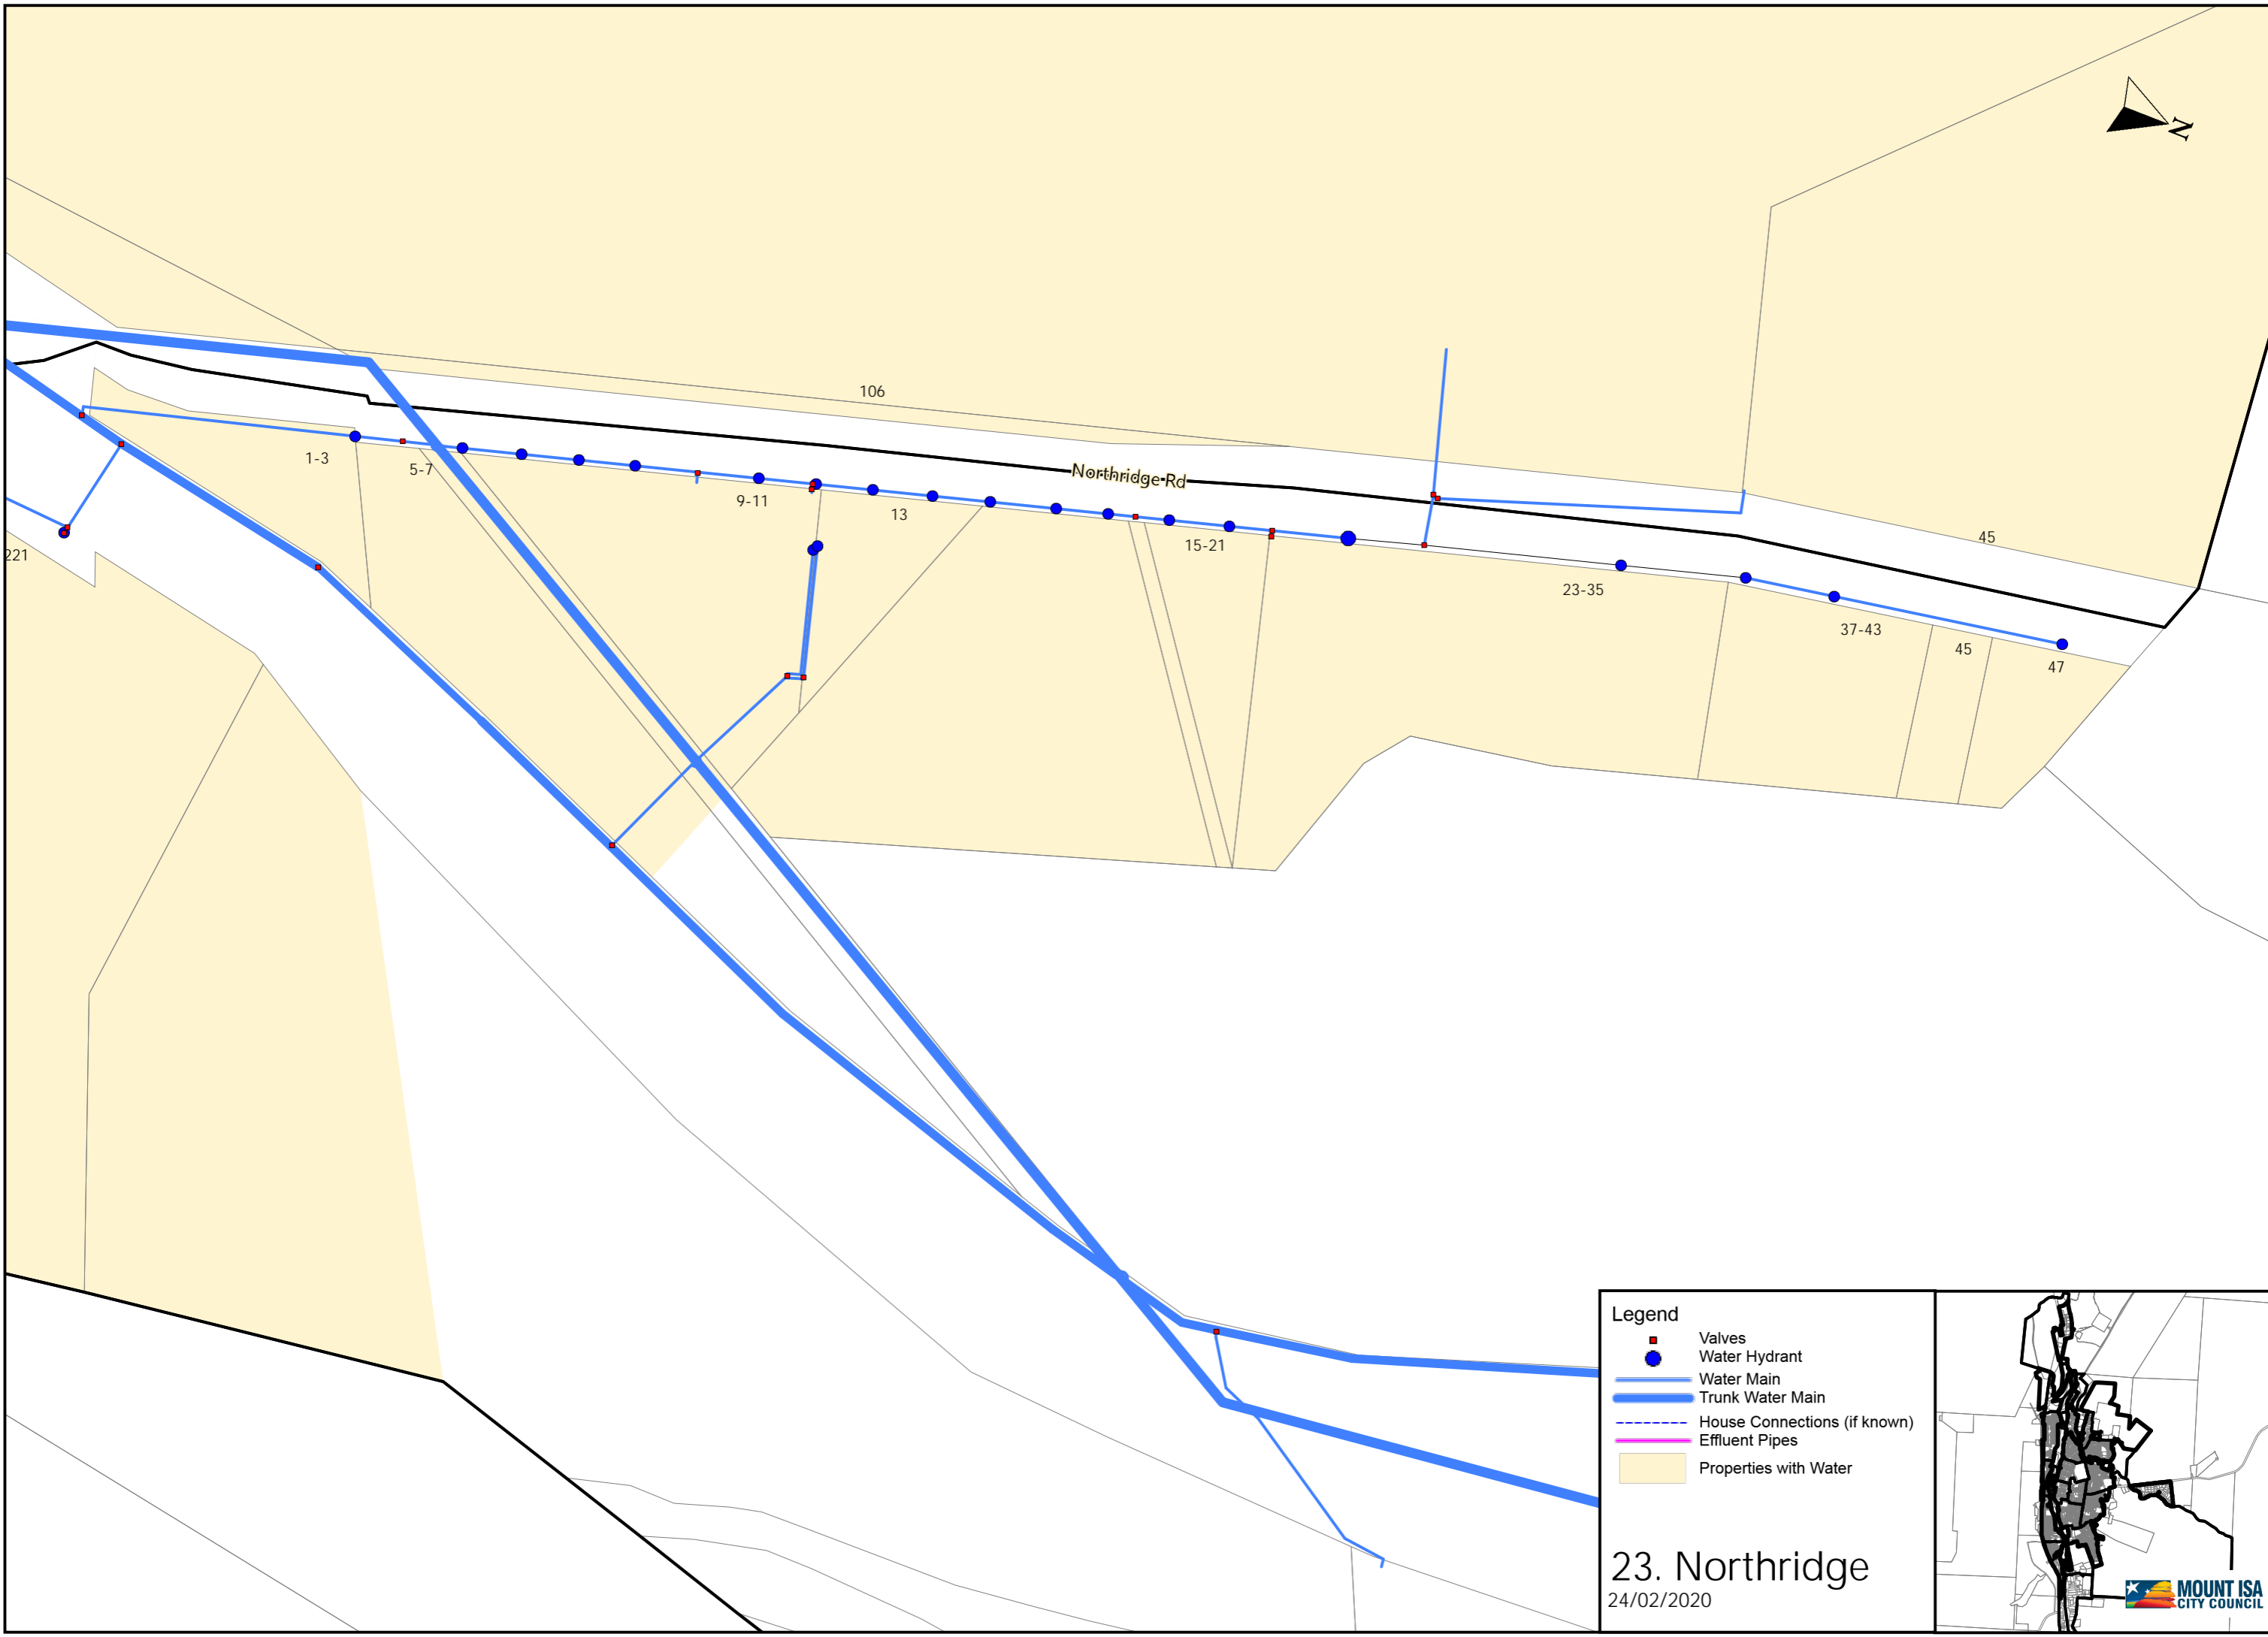 N
106
Northridge Rd
1-3
5-7
9-11
13
15-21
45
221
23-35
37-43
45
47
Legend
Valves
Water Hydrant
Water Main
Trunk Water Main
House Connections (if known)
Effluent Pipes
Properties with Water
23. Northridge
24/02/2020
MOUNT ISA
CITY COUNCIL